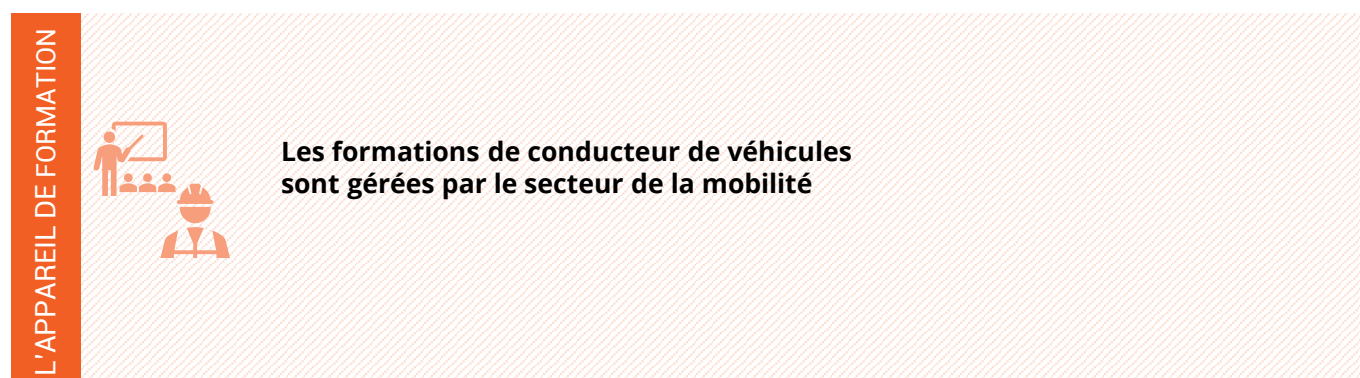 L'APPAREIL DE FORMATION
Les formations de conducteur de véhicules
sont gérées par le secteur de la mobilité